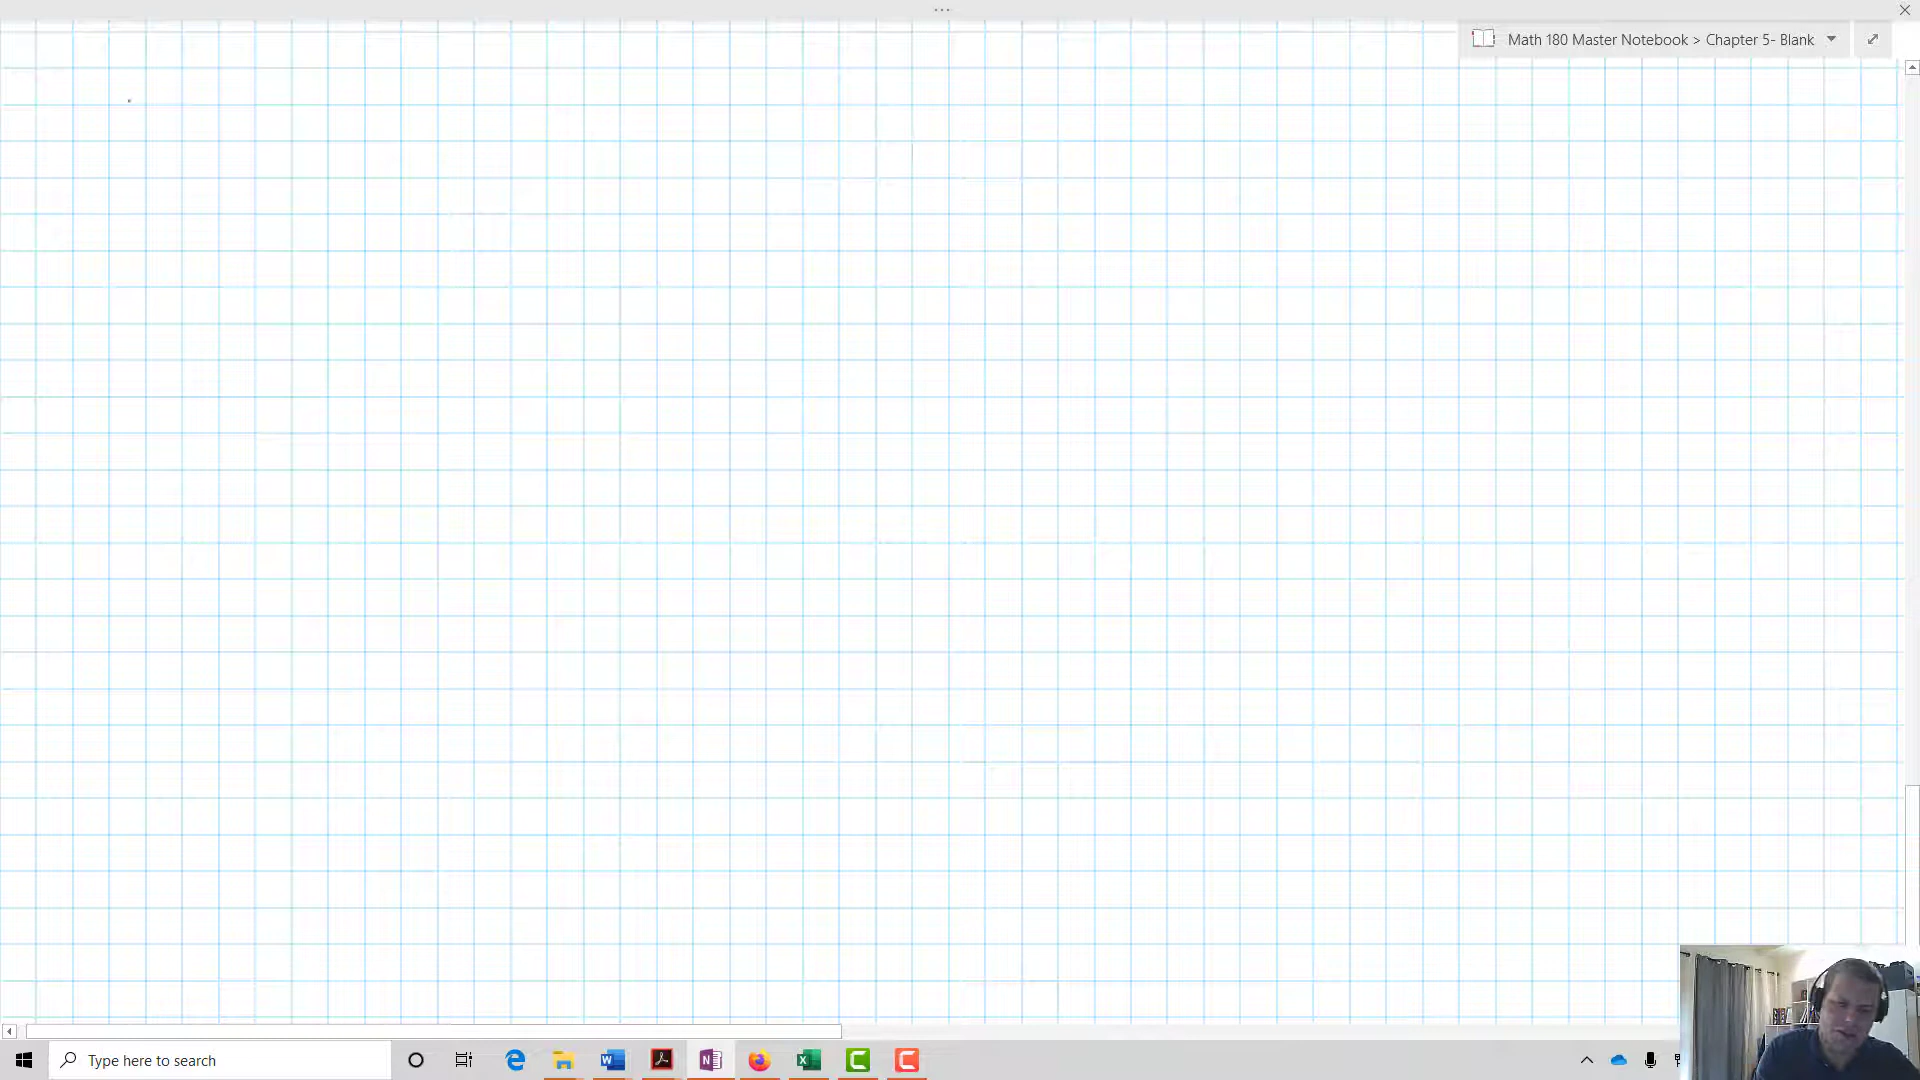 Math 180 Master Notebook > Chapter 5- Blank
Type here to search